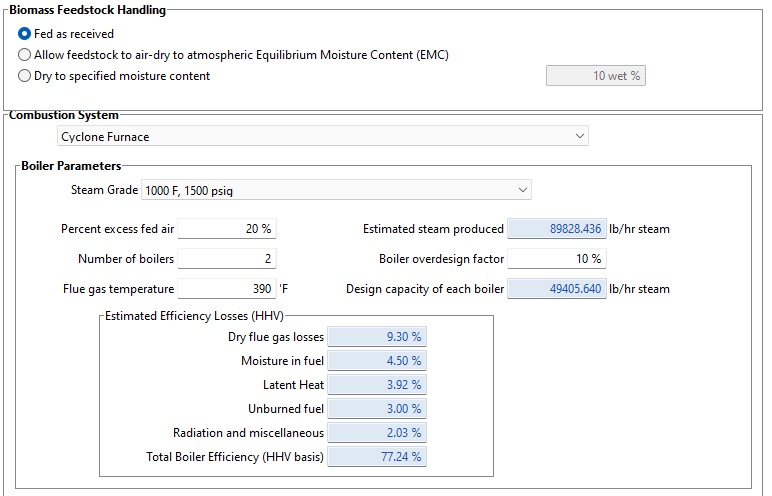 Biomass Feedstock Handling
Fed as received
Allow feedstock to air-dry to atmospheric Equilibrium Moisture Content (EMC)
Dry to specified moisture content 10 wet %
Combustion System
Cyclone Furnace
Boiler Parameters
Steam Grade 1000 F, 1500 psig
Percent excess fed air 20 % Estimated steam produced 89828.436 lb/hr steam
Number of boilers 2 Boiler overdesign factor 10 %
Flue gas temperature 390 'F Design capacity of each boiler 49405.640 lb/hr steam
Estimated Efficiency Losses (HHV)
Dry flue gas losses 9.30 %
Moisture in fuel 4.50 %
Latent Heat 3.92 %
Unburned fuel 3.00 %
Radiation and miscellaneous 2.03 %
Total Boiler Efficiency (HHV basis) 77.24 %